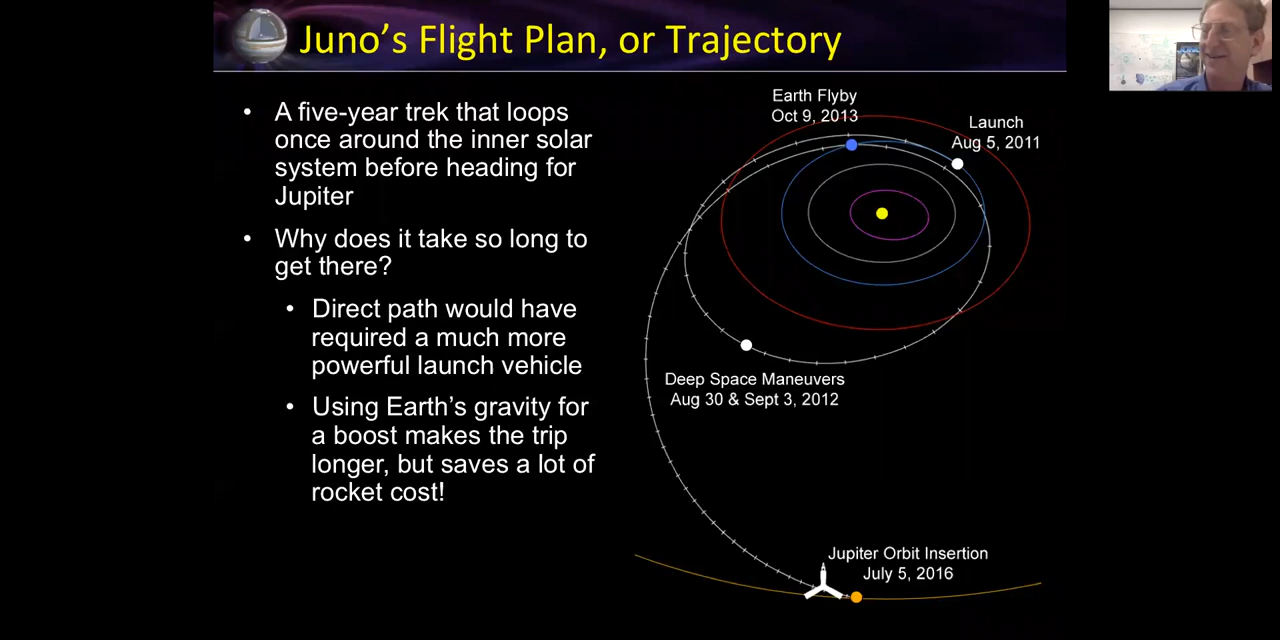 Juno's Flight Plan, or Trajectory
• A five-year trek that loops
once around the inner solar
system before heading for
Jupiter
• Why does it take so long to
get there?
• Direct path would have
required a much more
powerful launch vehicle
• Using Earth's gravity for
a boost makes the trip
longer, but saves a lot of
rocket cost!
Earth Flyby
Oct 9, 2013
Launch
Aug 5, 2011
Deep Space Maneuvers
Aug 30 & Sept 3, 2012
Jupiter Orbit Insertion
July 5, 2016